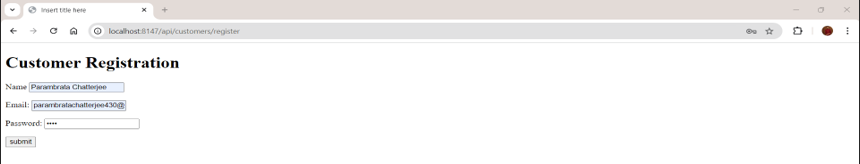 Insert title here
localhost:8147/api/customers/register
Customer Registration
Name Parambrata Chatterjee
Email: parambratachatterjee430@
Password: ••••
submit